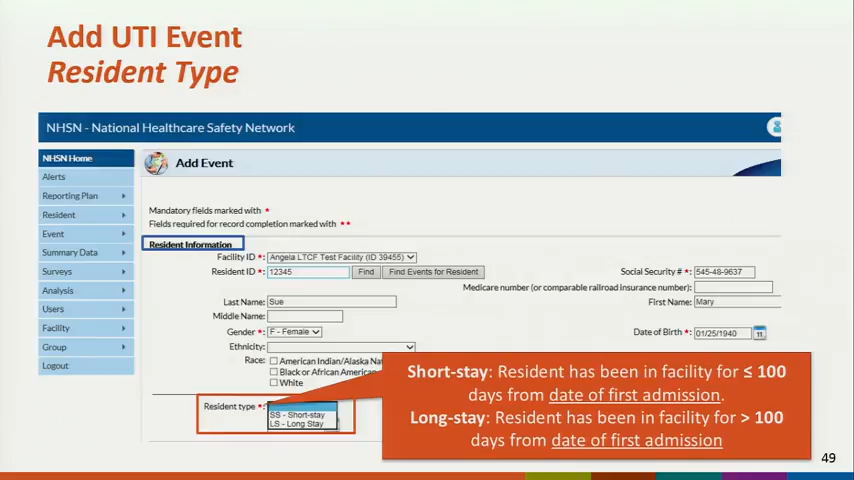 Add UTI Event
Resident Type
NHSN - National Healthcare Safety Network
NHSN Home
Alerts
Reporting Plan
Resident
Event
Summary Data
Surveys
Analysis
Users
Facility
Group
Logout
Add Event
Mandatory fields marked with *
Fields required for record completion marked with **
Resident Information
Facility ID *: Angela LTCF Test Facility (ID 39455)
Resident ID *: 12345 Find Find Events for Resident Social Security # *: 545-48-9637
Medicare number (or comparable railroad insurance number):
Last Name: Sue First Name: Mary
Middle Name:
Gender *: F - Female Date of Birth *: 01/25/1940 11
Ethnicity:
Race: American Indian/Alaska Na
Black or African American
White
Resident type *:
SS - Short-stay
LS - Long Stay
Short-stay: Resident has been in facility for ≤ 100
days from date of first admission.
Long-stay: Resident has been in facility for > 100
days from date of first admission
49